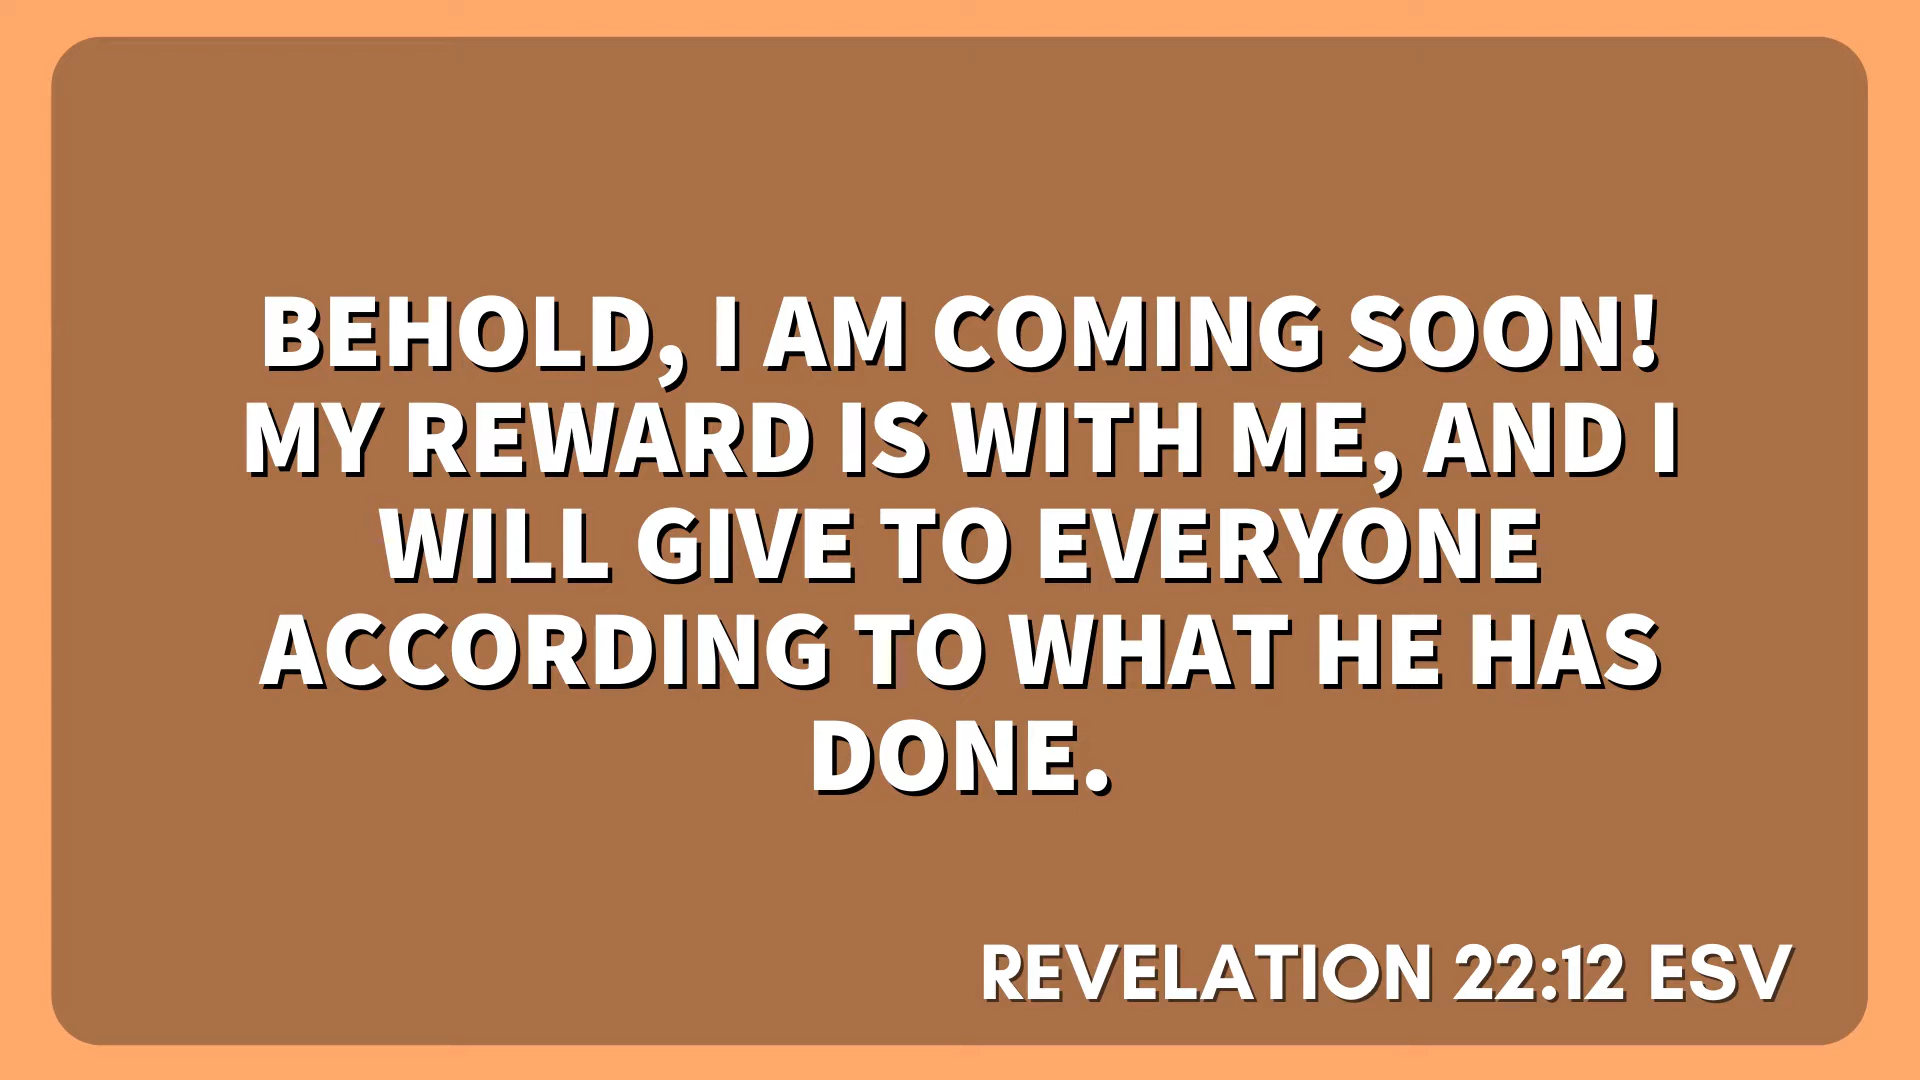 BEHOLD, I AM COMING SOON!
MY REWARD IS WITH ME, AND I
WILL GIVE TO EVERYONE
ACCORDING TO WHAT HE HAS
DONE.
REVELATION 22:12 ESV